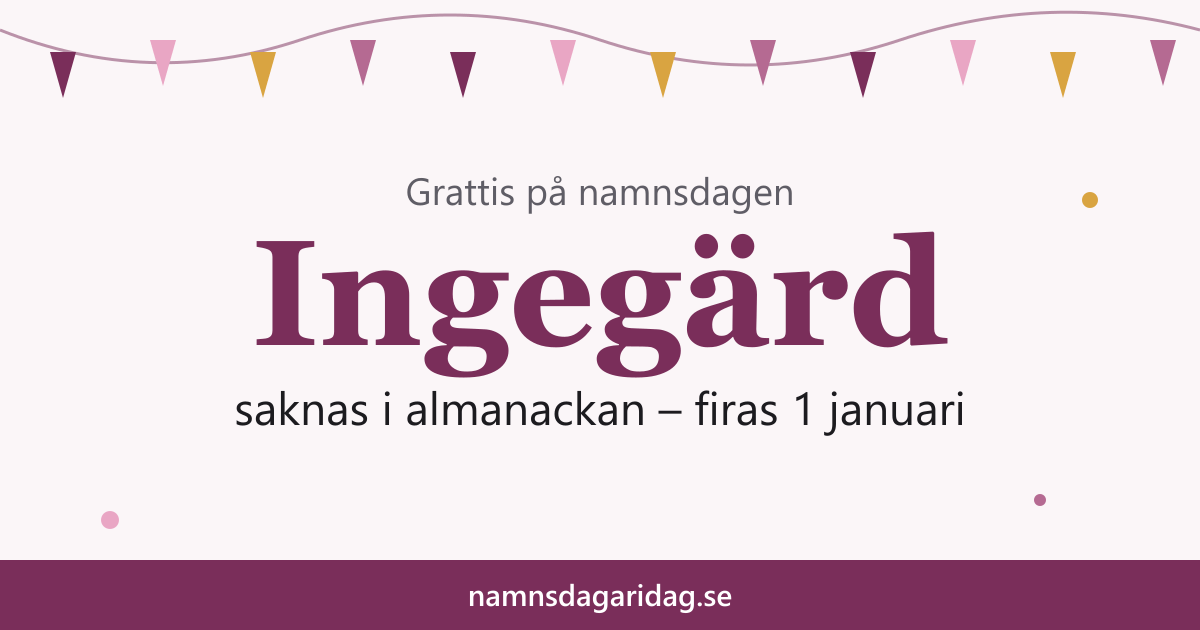 Grattis på namnsdagen
Ingegärd
saknas i almanackan – firas 1 januari
namnsdagaridag.se